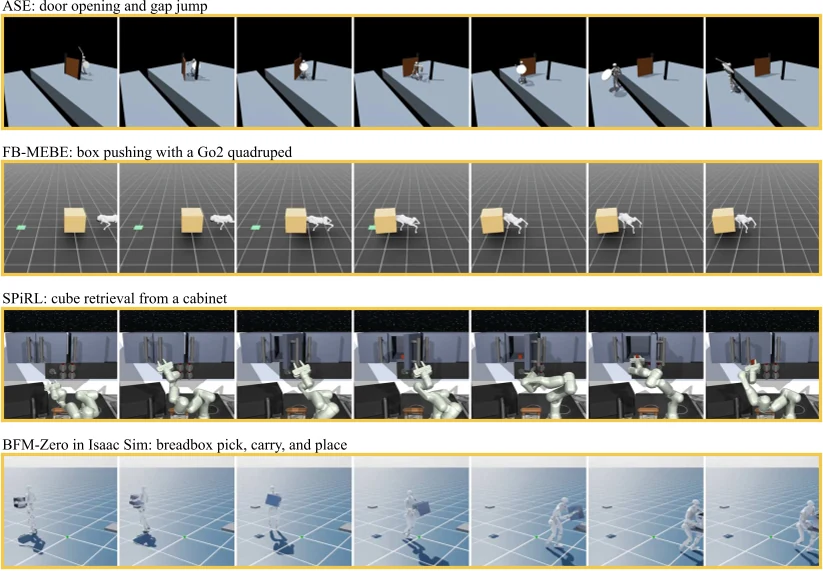 ASE: door opening and gap jump
FB-MEBE: box pushing with a Go2 quadruped
SPiRL: cube retrieval from a cabinet
BFM-Zero in Isaac Sim: breadbox pick, carry, and place